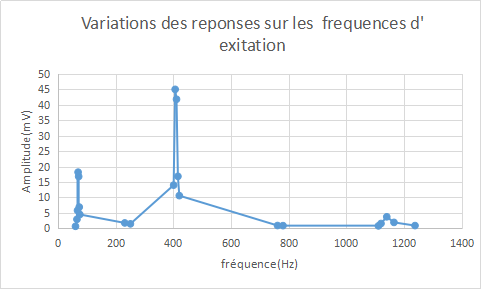 Variations des reponses sur les frequences d'
exitation
Amplitude(mV)
50
45
40
35
30
25
20
15
10
5
0
0 200 400 600 800 1000 1200 1400
fréquence(Hz)